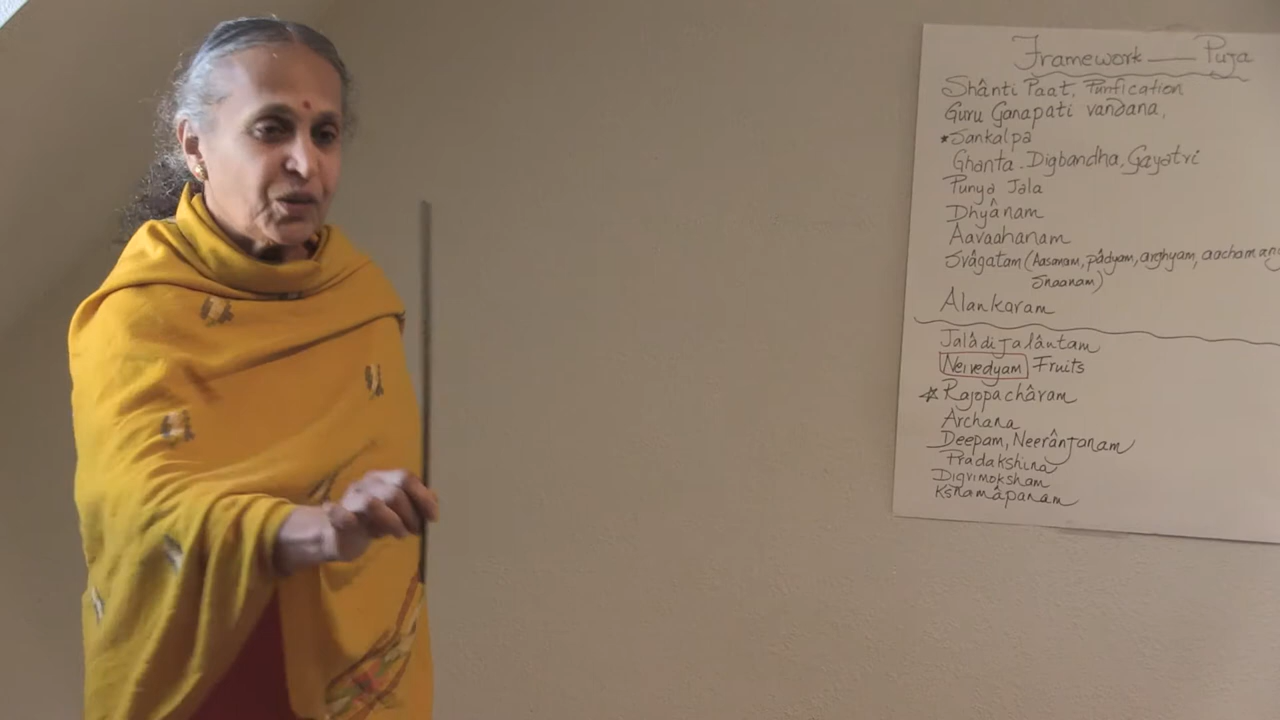 Framework — Puja
Shânti Paat, Purification
Guru Ganapati vandana,
*Sankalpa
Ghanta. Digbandha, Gayatri
Punya Jala
Dhyânam
Aavaahanam
Svâgatam (Aasanam, pâdyam, arghyam, aachaman
Snaanam)
Alankaram
Jalâdi Jalântam
Neivedyam Fruits
☆ Rajopachâram
Archana
Deepam, Neerânjanam
Pradakshina
Digvimoksham
Kshamâpanam